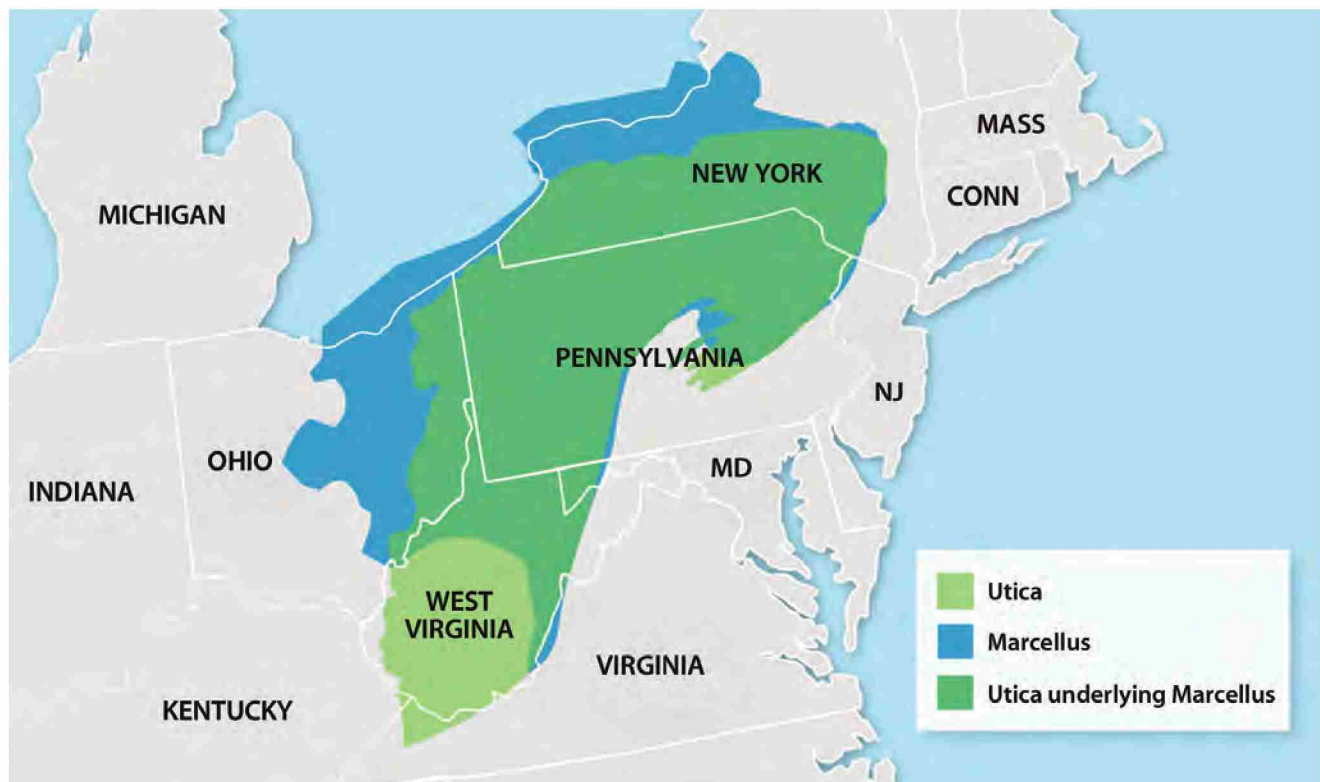 MASS
NEW YORK
CONN
MICHIGAN
PENNSYLVANIA
NJ
OHIO
MD
INDIANA
WEST
VIRGINIA
VIRGINIA
KENTUCKY
Utica
Marcellus
Utica underlying Marcellus